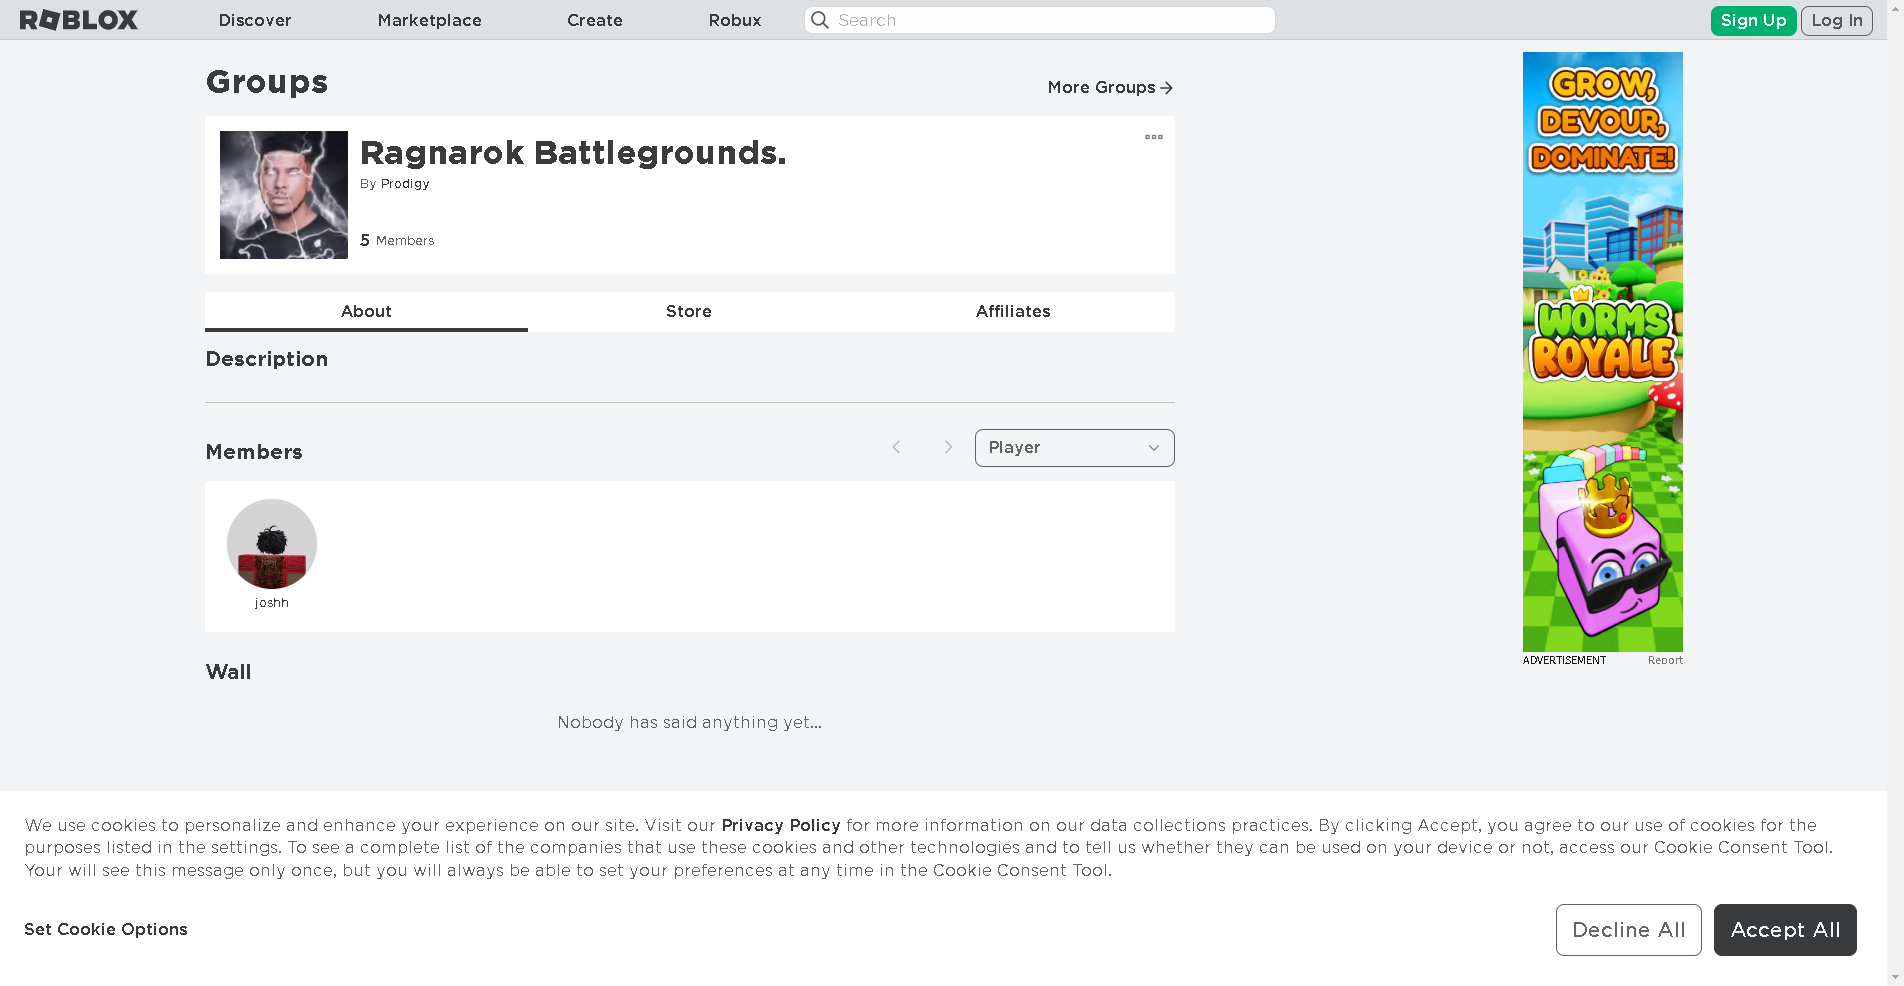 ROBLOX
Discover
Marketplace
Create
Robux
Search
Sign Up
Log In
Groups
More Groups
Ragnarok Battlegrounds.
By Prodigy
5 Members
About
Store
Affiliates
Description
Members
Player
joshh
Wall
Nobody has said anything yet...
GROW,
DEVOUR,
DOMINATE!
WORMS
ROYALE
ADVERTISEMENT
Report
We use cookies to personalize and enhance your experience on our site. Visit our Privacy Policy for more information on our data collections practices. By clicking Accept, you agree to our use of cookies for the
purposes listed in the settings. To see a complete list of the companies that use these cookies and other technologies and to tell us whether they can be used on your device or not, access our Cookie Consent Tool.
Your will see this message only once, but you will always be able to set your preferences at any time in the Cookie Consent Tool.
Set Cookie Options
Decline All
Accept All